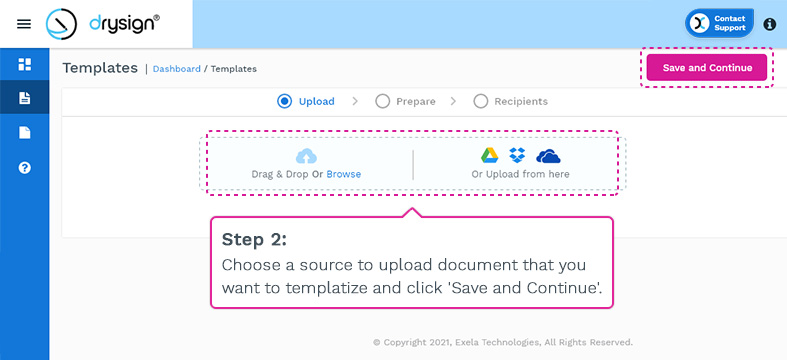 drysign®
Contact
Support
Templates | Dashboard / Templates
Save and Continue
Upload
Prepare
Recipients
Drag & Drop Or Browse
Or Upload from here
Step 2:
Choose a source to upload document that you
want to templatize and click 'Save and Continue'.
© Copyright 2021, Exela Technologies, All Rights Reserved.